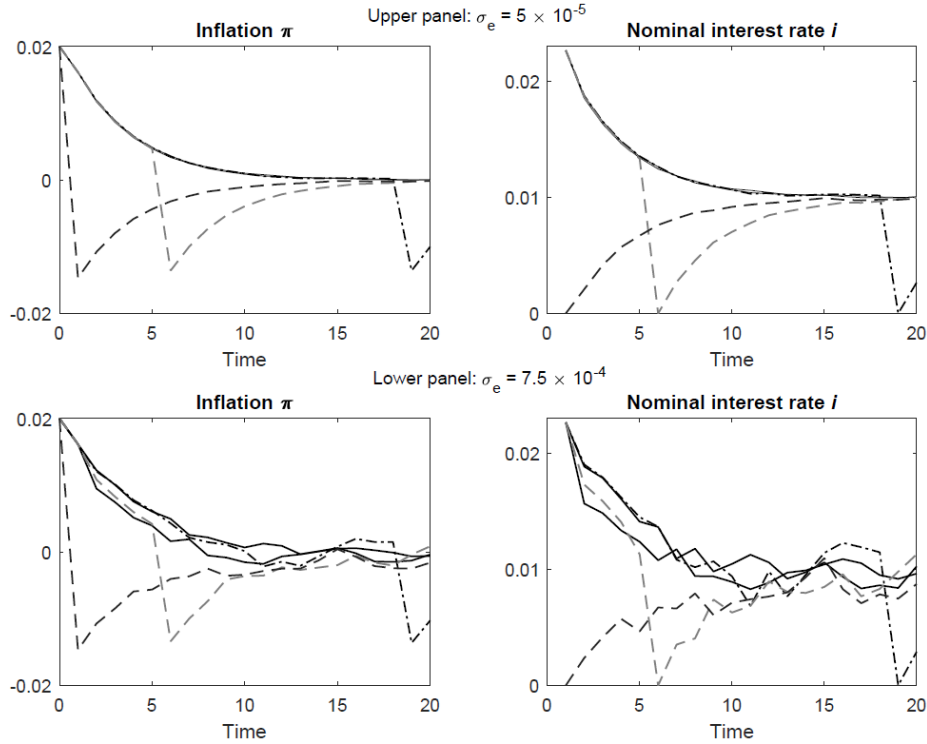 Upper panel: σe = 5 × 10-5
Inflation π
Nominal interest rate i
0.02
0
-0.02
0 5 10 15 20
Time
0.02
0.01
0
0 5 10 15 20
Time
Lower panel: σe = 7.5 × 10-4
Inflation π
Nominal interest rate i
0.02
0
-0.02
0 5 10 15 20
Time
0.02
0.01
0
0 5 10 15 20
Time